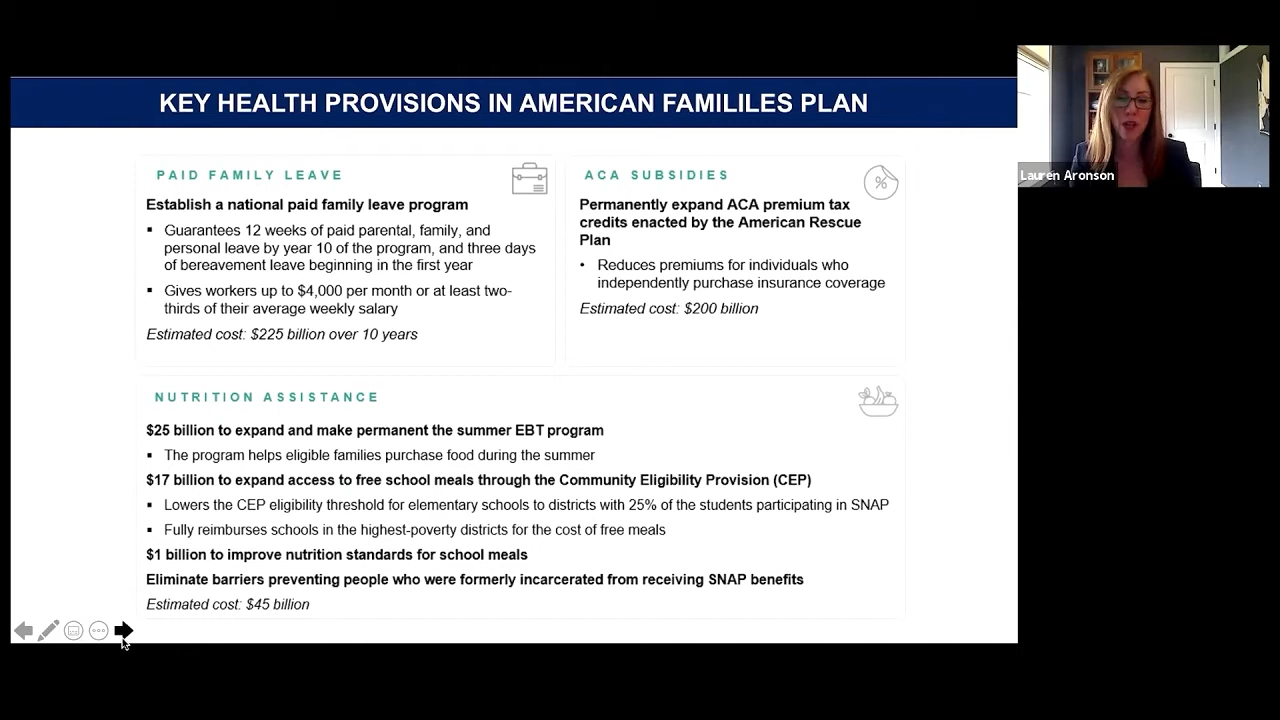 KEY HEALTH PROVISIONS IN AMERICAN FAMILILES PLAN
PAID FAMILY LEAVE
Establish a national paid family leave program
▪ Guarantees 12 weeks of paid parental, family, and
personal leave by year 10 of the program, and three days
of bereavement leave beginning in the first year
▪ Gives workers up to $4,000 per month or at least two-
thirds of their average weekly salary
Estimated cost: $225 billion over 10 years
ACA SUBSIDIES
%
Permanently expand ACA premium tax
credits enacted by the American Rescue
Plan
• Reduces premiums for individuals who
independently purchase insurance coverage
Estimated cost: $200 billion
NUTRITION ASSISTANCE
$25 billion to expand and make permanent the summer EBT program
▪ The program helps eligible families purchase food during the summer
$17 billion to expand access to free school meals through the Community Eligibility Provision (CEP)
▪ Lowers the CEP eligibility threshold for elementary schools to districts with 25% of the students participating in SNAP
▪ Fully reimburses schools in the highest-poverty districts for the cost of free meals
$1 billion to improve nutrition standards for school meals
Eliminate barriers preventing people who were formerly incarcerated from receiving SNAP benefits
Estimated cost: $45 billion
Lauren Aronson